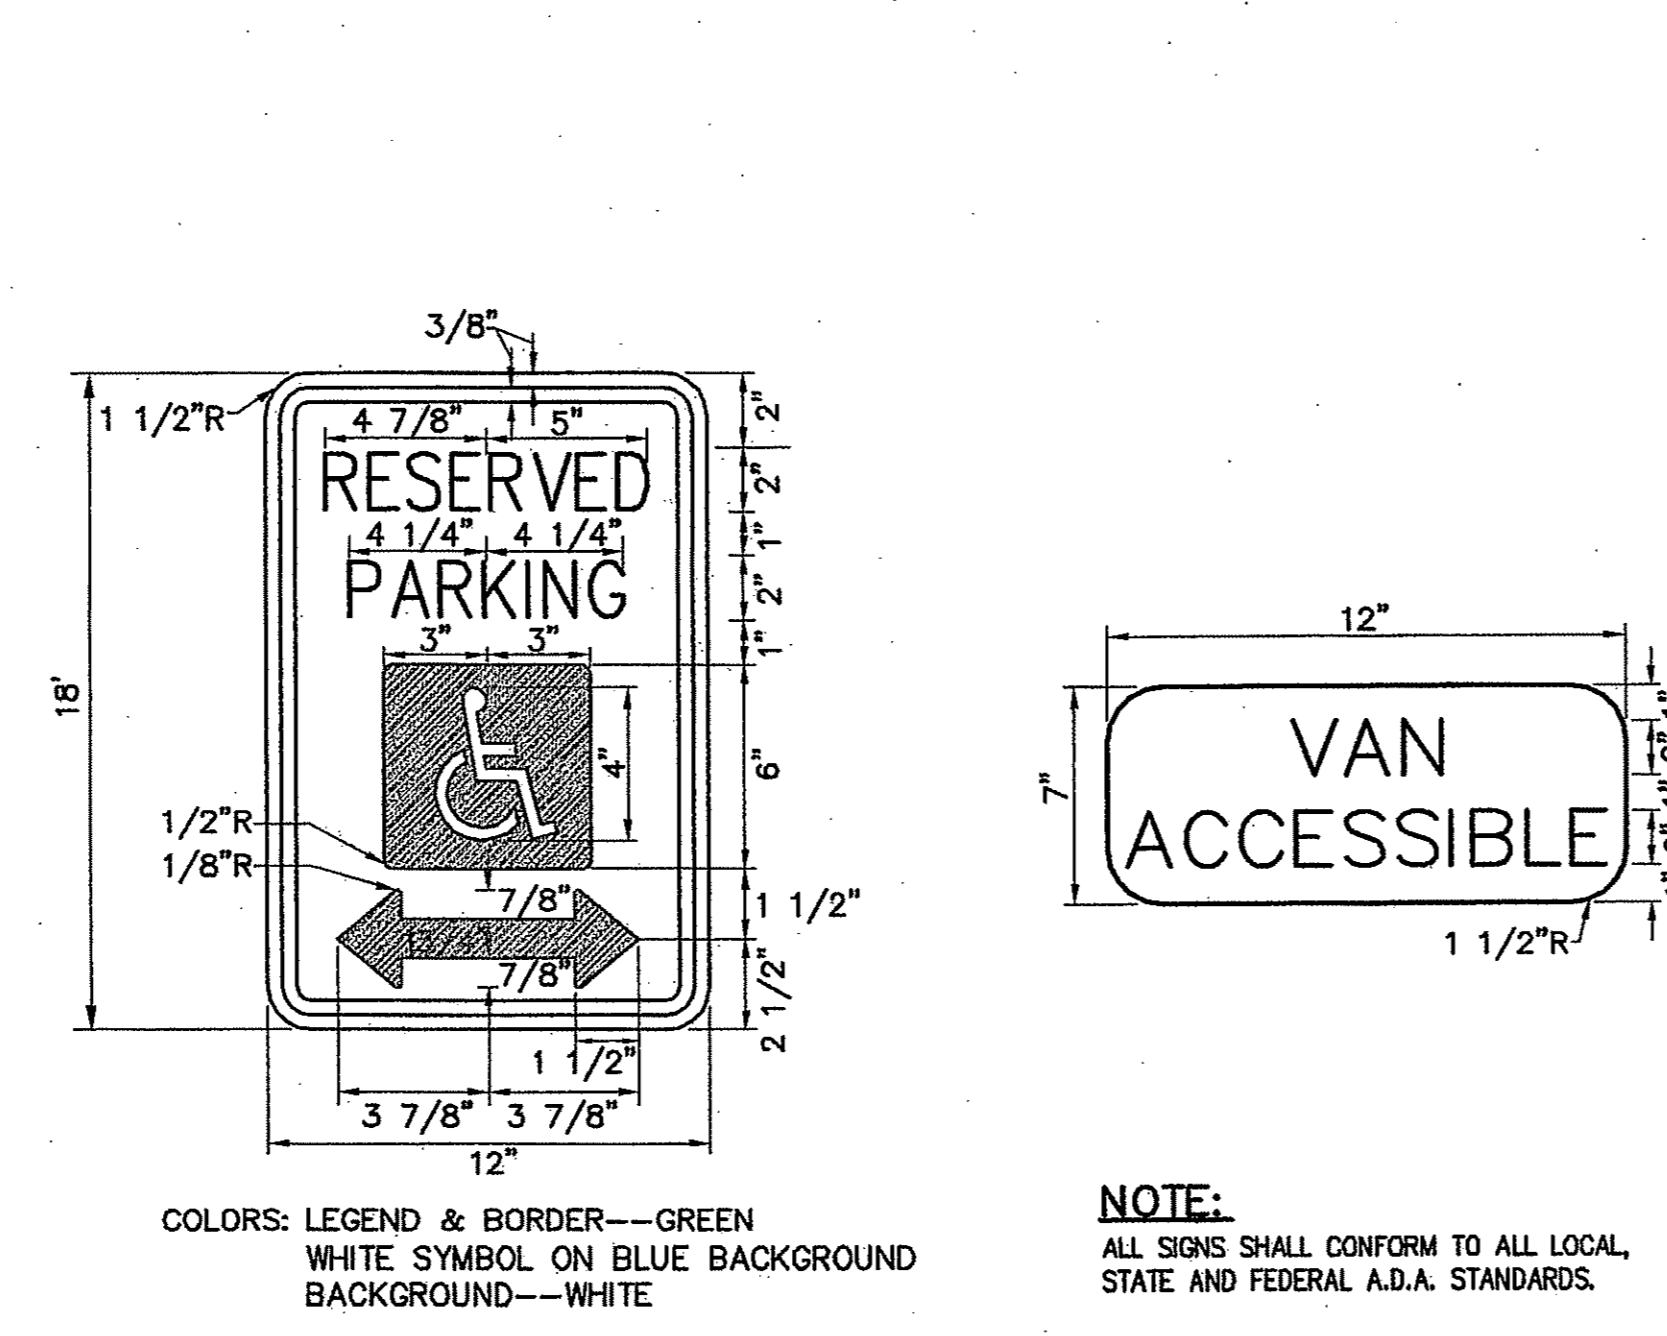 3/8"
1 1/2"R
4 7/8" 5"
2"
RESERVED
2"
4 1/4" 4 1/4"
1"
PARKING
2"
3" 3"
1"
18'
4"
6"
1/2"R
1/8"R
7/8"
1 1/2"
7/8"
2 1/2"
1 1/2"
3 7/8" 3 7/8"
12"
COLORS: LEGEND & BORDER--GREEN
WHITE SYMBOL ON BLUE BACKGROUND
BACKGROUND--WHITE
12"
7"
VAN
ACCESSIBLE
1 1/2"R
NOTE:
ALL SIGNS SHALL CONFORM TO ALL LOCAL,
STATE AND FEDERAL A.D.A. STANDARDS.